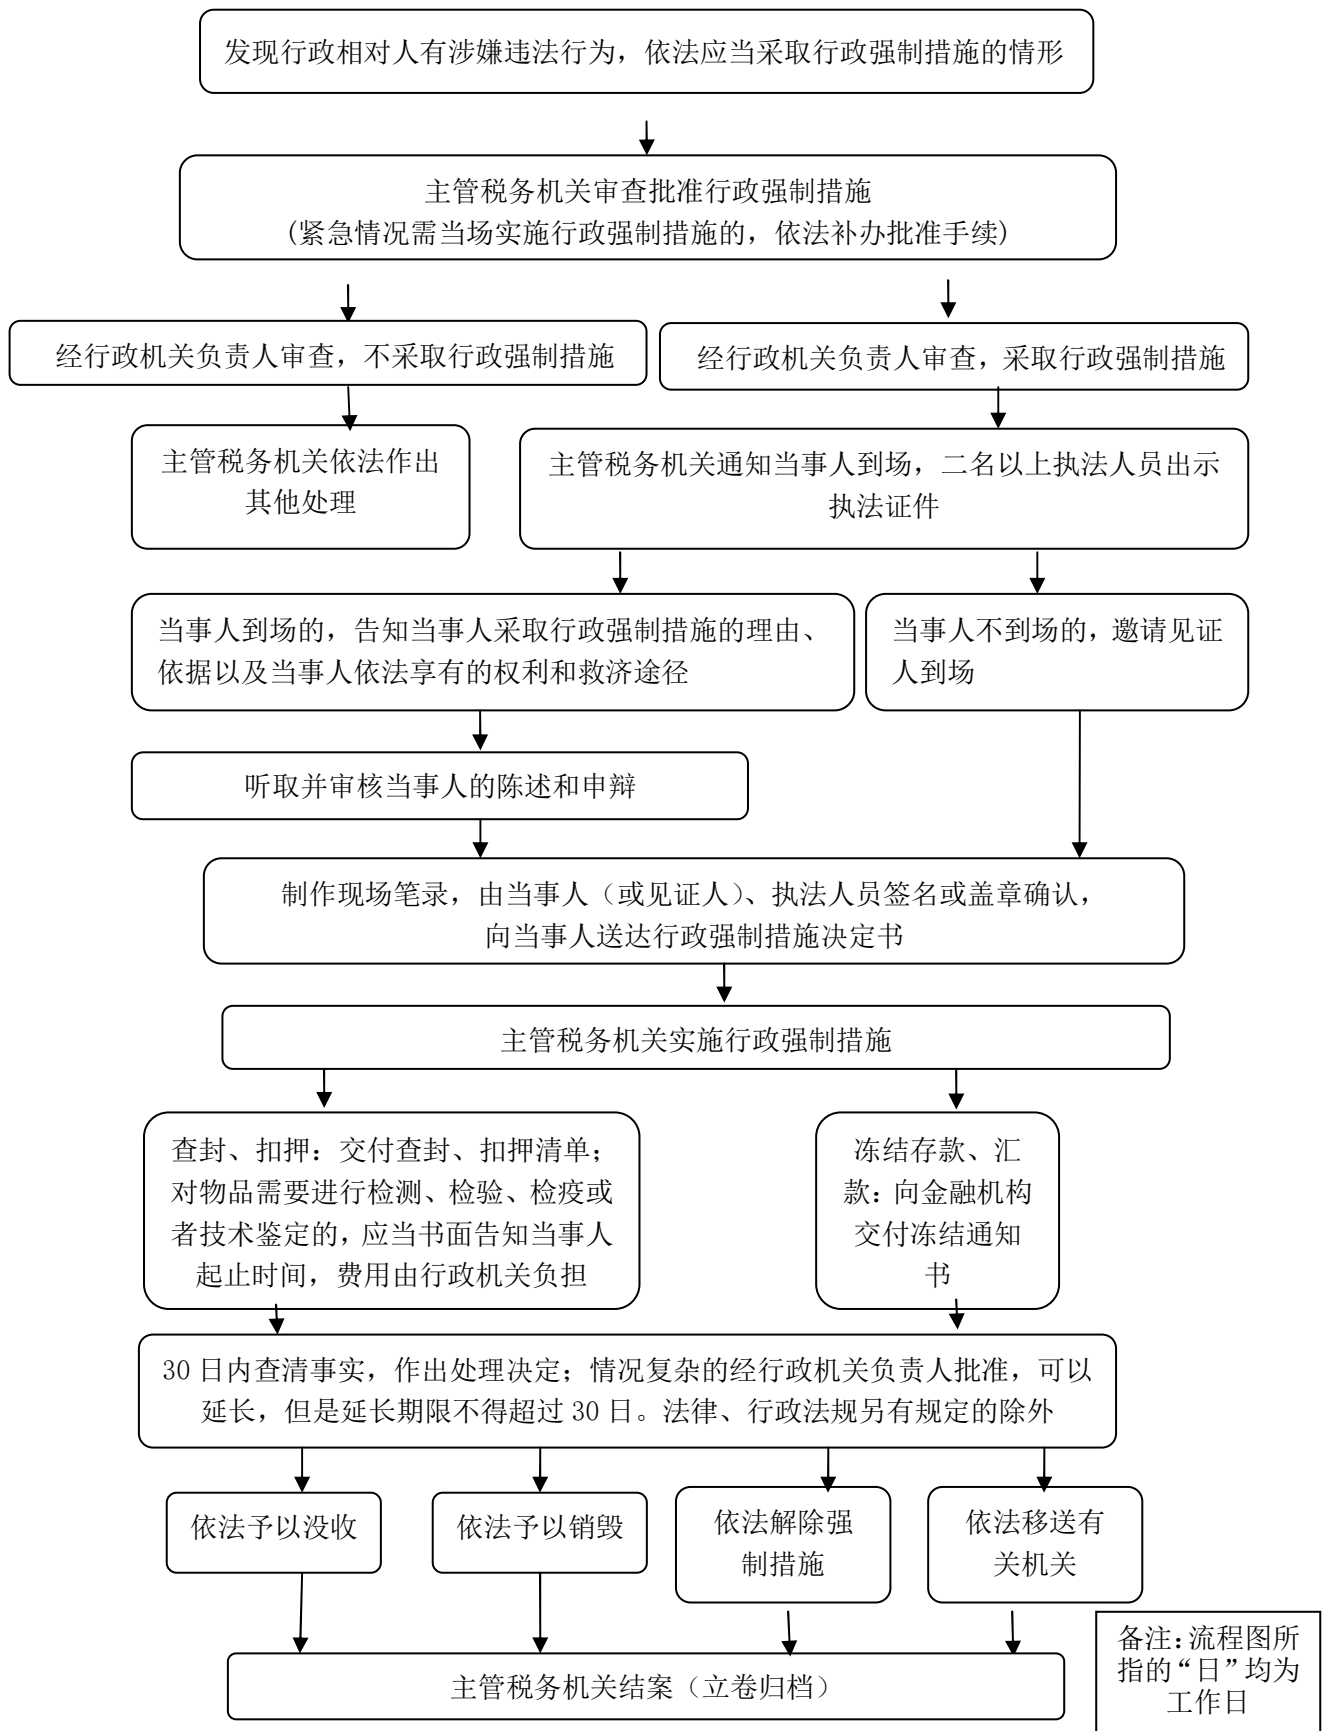 发现行政相对人有涉嫌违法行为，依法应当采取行政强制措施的情形
主管税务机关审查批准行政强制措施
(紧急情况需当场实施行政强制措施的，依法补办批准手续)
经行政机关负责人审查，不采取行政强制措施
经行政机关负责人审查，采取行政强制措施
主管税务机关依法作出
其他处理
主管税务机关通知当事人到场，二名以上执法人员出示
执法证件
当事人到场的，告知当事人采取行政强制措施的理由、
依据以及当事人依法享有的权利和救济途径
当事人不到场的，邀请见证
人到场
听取并审核当事人的陈述和申辩
制作现场笔录，由当事人（或见证人）、执法人员签名或盖章确认，
向当事人送达行政强制措施决定书
主管税务机关实施行政强制措施
查封、扣押：交付查封、扣押清单；
对物品需要进行检测、检验、检疫或
者技术鉴定的，应当书面告知当事人
起止时间，费用由行政机关负担
冻结存款、汇
款：向金融机构
交付冻结通知
书
30 日内查清事实，作出处理决定；情况复杂的经行政机关负责人批准，可以
延长，但是延长期限不得超过 30 日。法律、行政法规另有规定的除外
依法予以没收
依法予以销毁
依法解除强
制措施
依法移送有
关机关
主管税务机关结案（立卷归档）
备注：流程图所
指的“日”均为
工作日